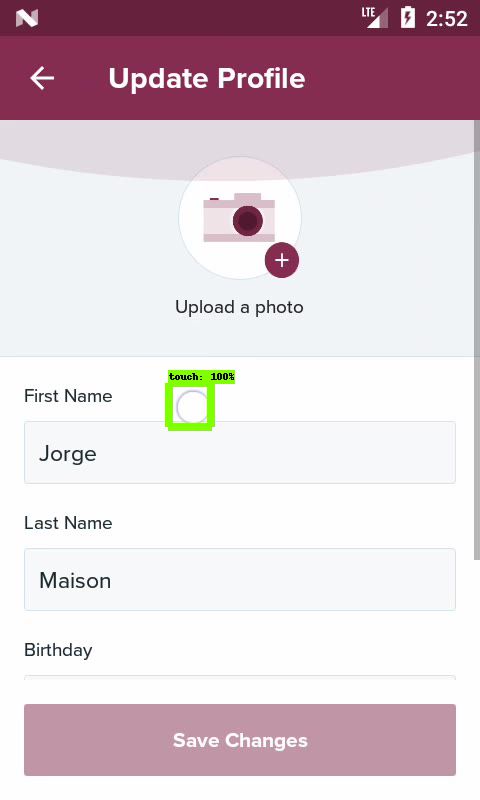 LTE 2:52
Update Profile
Upload a photo
touch: 100%
First Name
Jorge
Last Name
Maison
Birthday
Save Changes